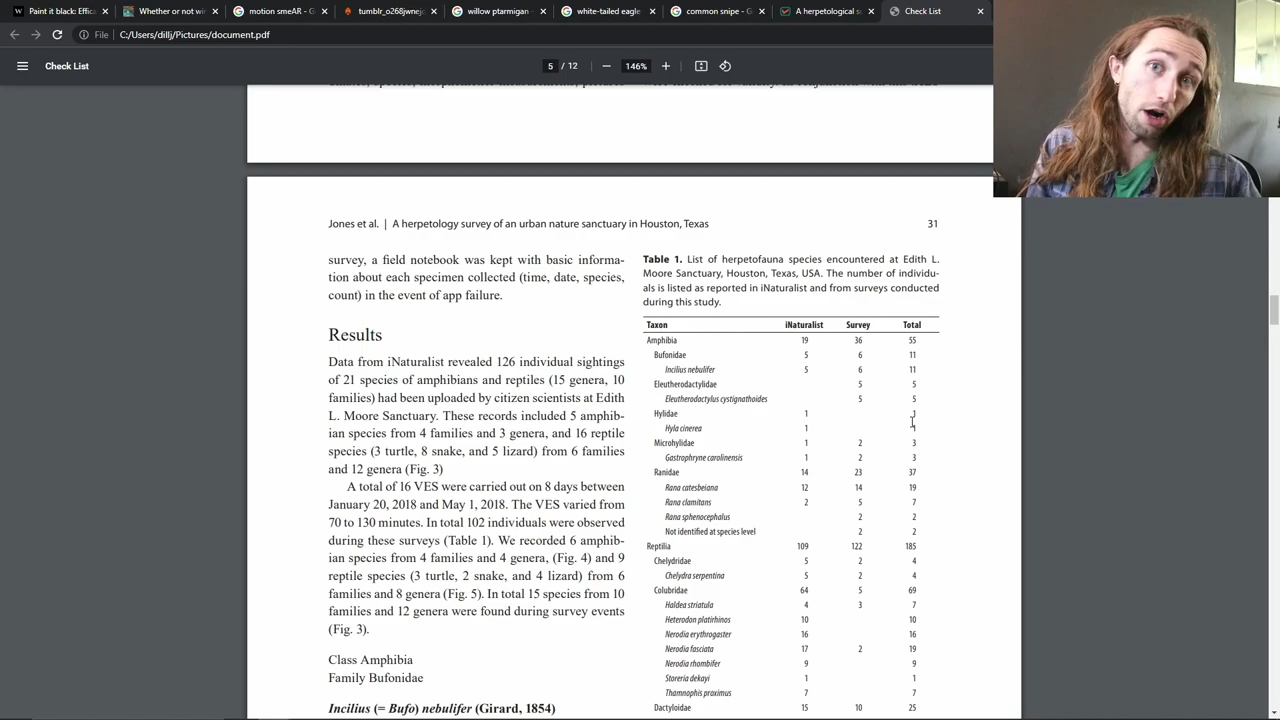 Paint it black: Effica
Whether or not win
motion smeAR - Go
tumblr_o268jwnejc
willow ptarmigan -
white-tailed eagle
common snipe - Go
A herpetological su
Check List
File
C:/Users/dillj/Pictures/document.pdf
Check List
5 / 12
146%
Jones et al. | A herpetology survey of an urban nature sanctuary in Houston, Texas
31
survey, a field notebook was kept with basic informa-
tion about each specimen collected (time, date, species,
count) in the event of app failure.
Results
Data from iNaturalist revealed 126 individual sightings
of 21 species of amphibians and reptiles (15 genera, 10
families) had been uploaded by citizen scientists at Edith
L. Moore Sanctuary. These records included 5 amphib-
ian species from 4 families and 3 genera, and 16 reptile
species (3 turtle, 8 snake, and 5 lizard) from 6 families
and 12 genera (Fig. 3)
A total of 16 VES were carried out on 8 days between
January 20, 2018 and May 1, 2018. The VES varied from
70 to 130 minutes. In total 102 individuals were observed
during these surveys (Table 1). We recorded 6 amphib-
ian species from 4 families and 4 genera, (Fig. 4) and 9
reptile species (3 turtle, 2 snake, and 4 lizard) from 6
families and 8 genera (Fig. 5). In total 15 species from 10
families and 12 genera were found during survey events
(Fig. 3).
Class Amphibia
Family Bufonidae
Incilius (= Bufo) nebulifer (Girard, 1854)
Table 1. List of herpetofauna species encountered at Edith L.
Moore Sanctuary, Houston, Texas, USA. The number of individu-
als is listed as reported in iNaturalist and from surveys conducted
during this study.
Taxon iNaturalist Survey Total
Amphibia 19 36 55
Bufonidae 5 6 11
Incilius nebulifer 5 6 11
Eleutherodactylidae 5 5
Eleutherodactylus cystignathoides 5 5
Hylidae 1 1
Hyla cinerea 1 1
Microhylidae 1 2 3
Gastrophryne carolinensis 1 2 3
Ranidae 14 23 37
Rana catesbeiana 12 14 19
Rana clamitans 2 5 7
Rana sphenocephalus 2 2
Not identified at species level 2 2
Reptilia 109 122 185
Chelydridae 5 2 4
Chelydra serpentina 5 2 4
Colubridae 64 5 69
Haldea striatula 4 3 7
Heterodon platirhinos 10 10
Nerodia erythrogaster 16 16
Nerodia fasciata 17 2 19
Nerodia rhombifer 9 9
Storeria dekayi 1 1
Thamnophis proximus 7 7
Dactyloidae 15 10 25